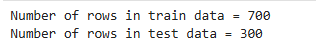 Number of rows in train data = 700
Number of rows in test data = 300